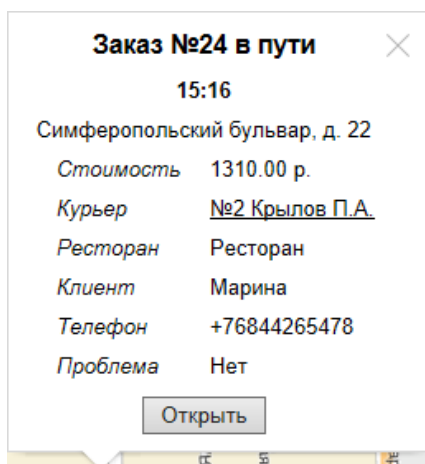 Заказ №24 в пути
15:16
Симферопольский бульвар, д. 22
Стоимость 1310.00 р.
Курьер №2 Крылов П.А.
Ресторан Ресторан
Клиент Марина
Телефон +76844265478
Проблема Нет
Открыть